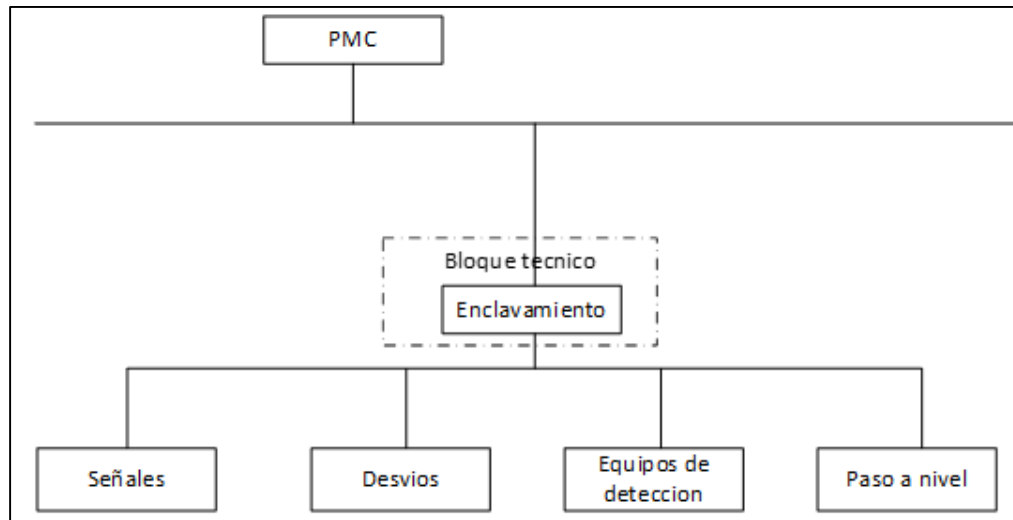 PMC
Bloque tecnico
Enclavamiento
Señales
Desvios
Equipos de
deteccion
Paso a nivel